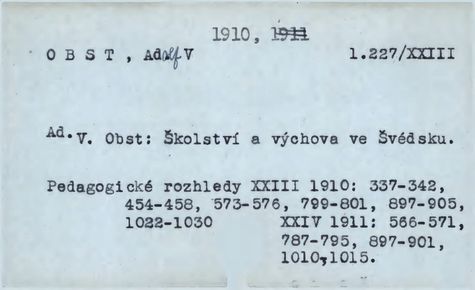 1910, 1911
OBST, Adolf V 1.227/XXIII
Ad.V. Obst: Školství a výchova ve Švédsku.
Pedagogické rozhledy XXIII 1910: 337-342,
454-458, 573-576, 799-801, 897-905,
1022-1030 XXIV 1911: 566-571,
787-795, 897-901,
1010,1015.